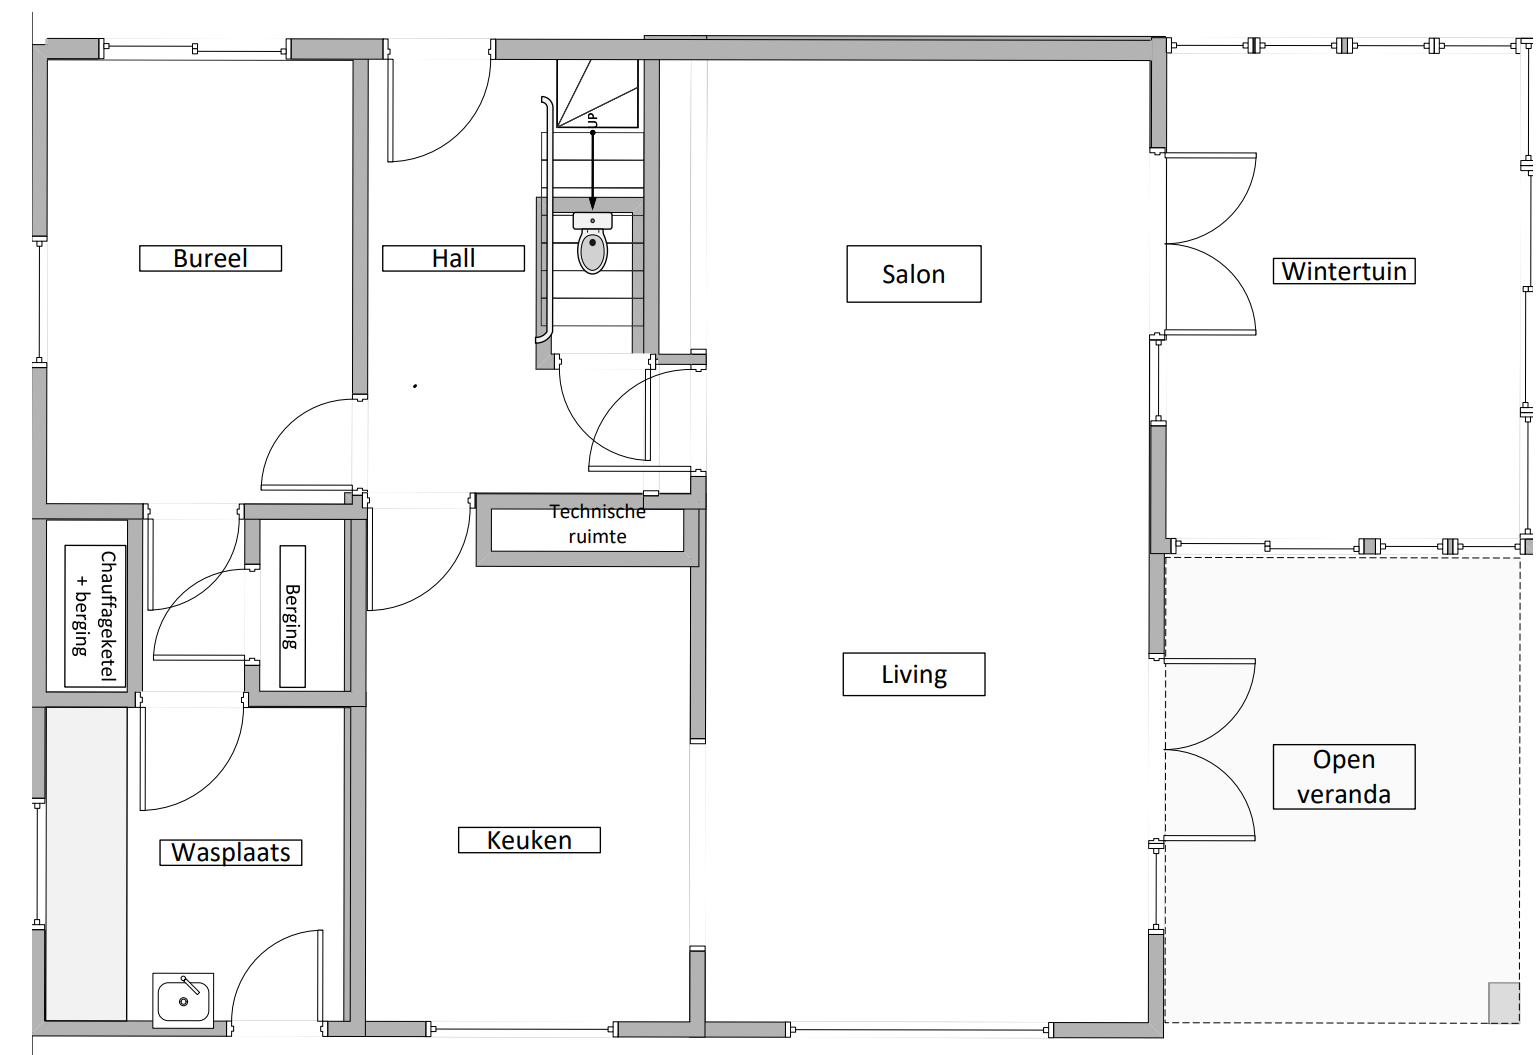 UP
Bureel
Hall
Salon
Wintertuin
Technische
ruimte
Chauffageketel
+ berging
Berging
Living
Open
veranda
Keuken
Wasplaats